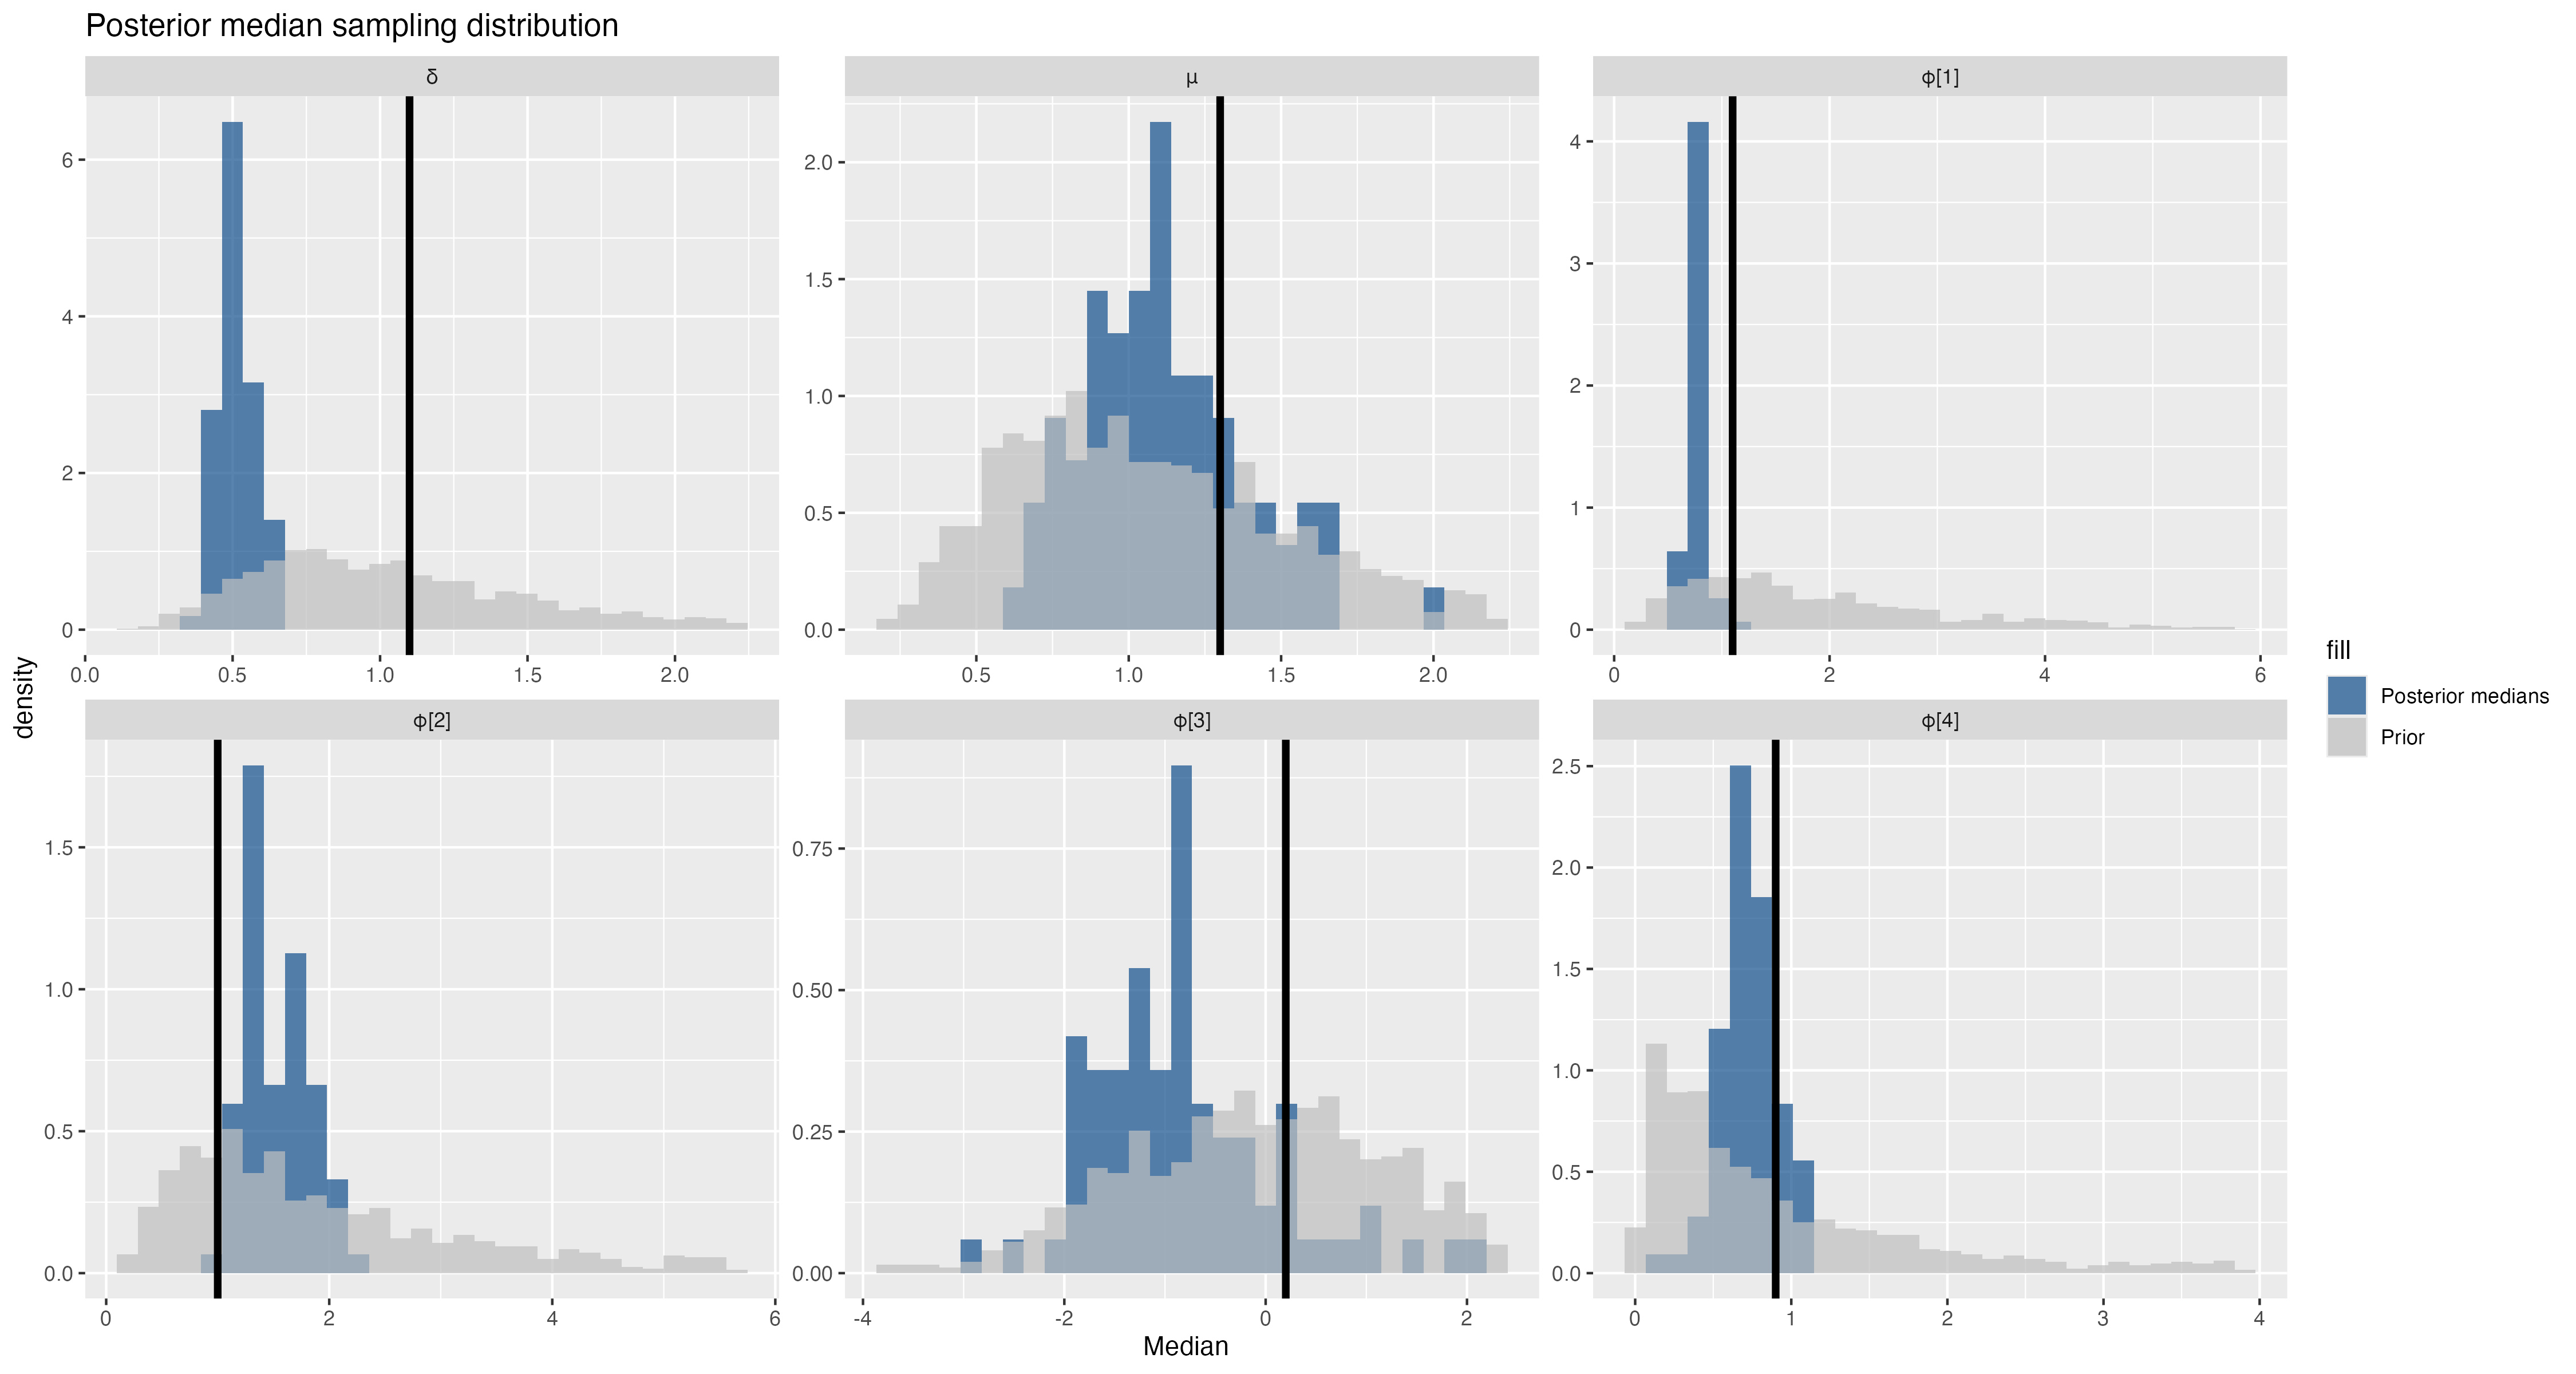 Posterior median sampling distribution
δ
μ
φ[1]
6
4
2
0
2.0
1.5
1.0
0.5
0.0
4
3
2
1
0
0.0 0.5 1.0 1.5 2.0
0.5 1.0 1.5 2.0
0 2 4 6
density
fill
Posterior medians
Prior
φ[2]
φ[3]
φ[4]
1.5
1.0
0.5
0.0
0.75
0.50
0.25
0.00
2.5
2.0
1.5
1.0
0.5
0.0
0 2 4 6
-4 -2 0 2
0 1 2 3 4
Median